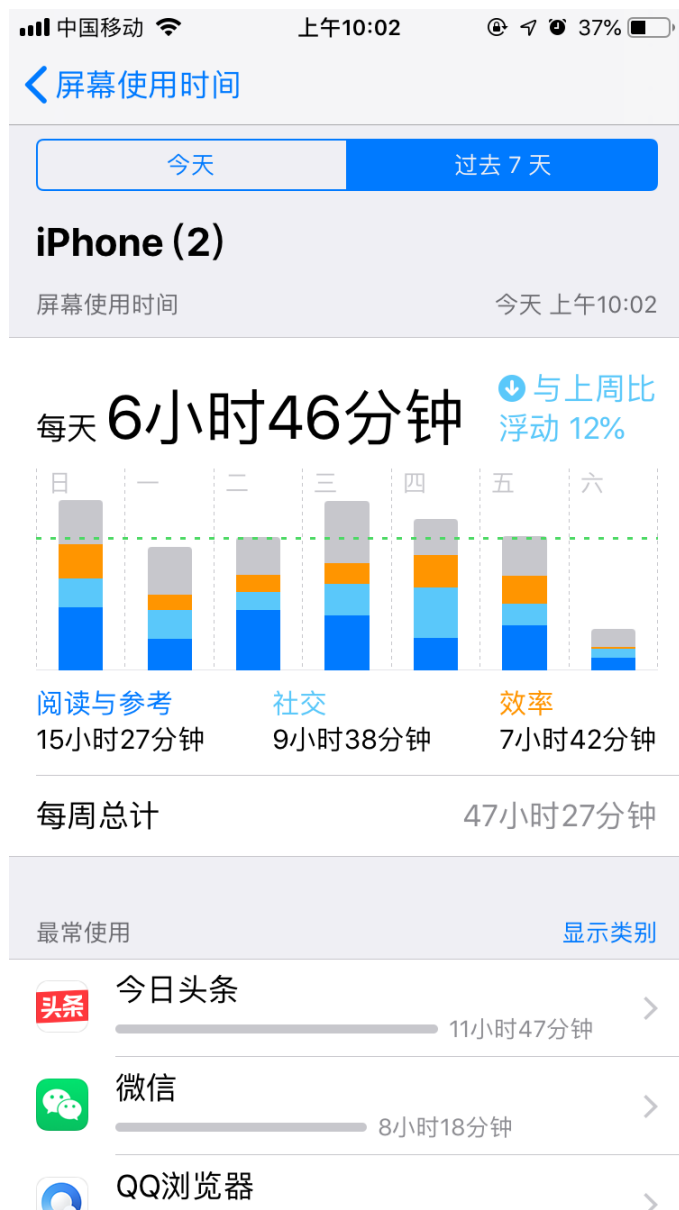 中国移动 上午10:02 37%
屏幕使用时间
今天 过去 7 天
iPhone (2)
屏幕使用时间 今天 上午10:02
每天 6小时46分钟 与上周比
浮动 12%
日 一 二 三 四 五 六
阅读与参考 社交 效率
15小时27分钟 9小时38分钟 7小时42分钟
每周总计 47小时27分钟
最常使用 显示类别
头条 今日头条
11小时47分钟
微信
8小时18分钟
QQ浏览器